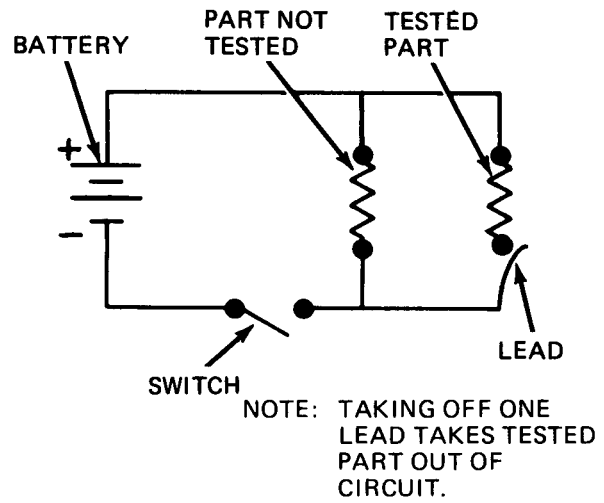 PART NOT
TESTED
TESTED
PART
BATTERY
+
−
SWITCH
LEAD
NOTE: TAKING OFF ONE
LEAD TAKES TESTED
PART OUT OF
CIRCUIT.